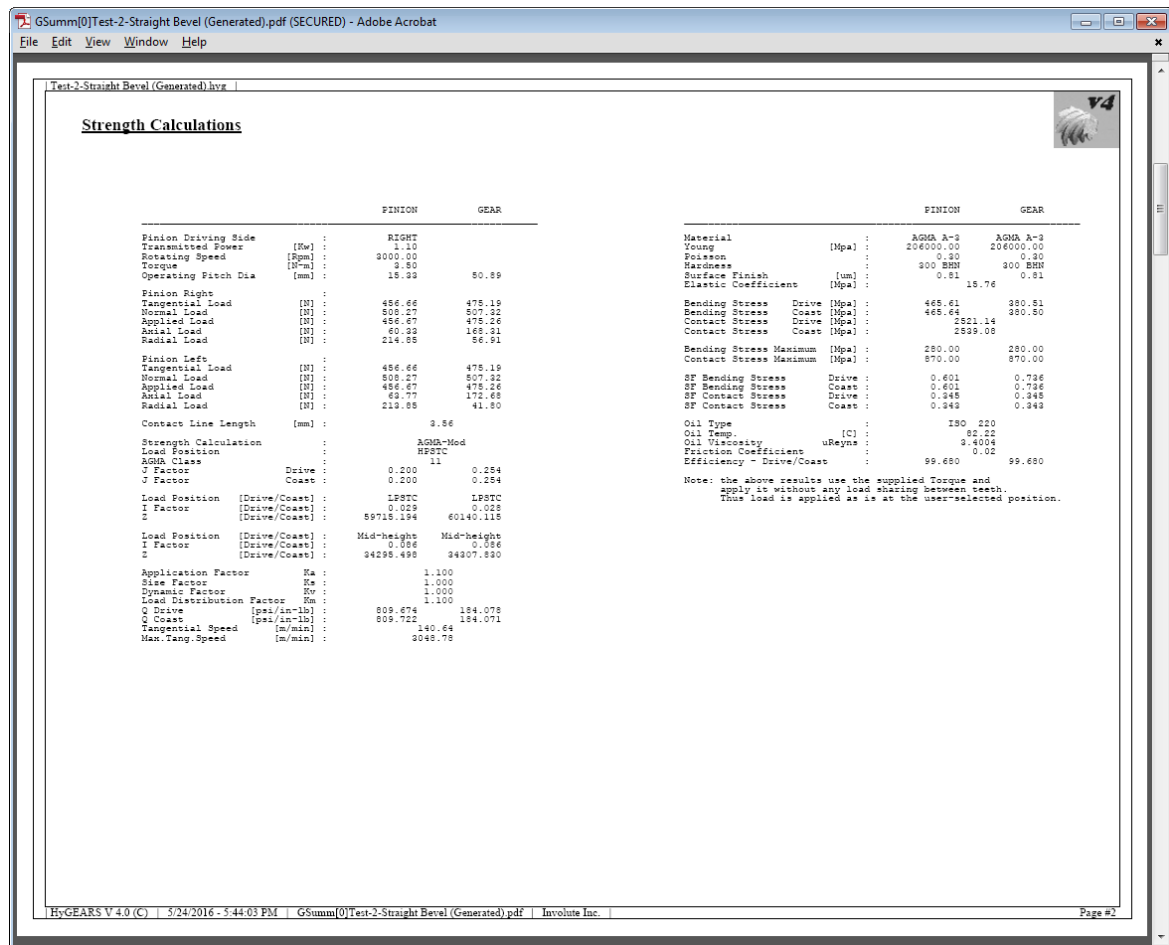 GSumm[0]Test-2-Straight Bevel (Generated).pdf (SECURED) - Adobe Acrobat
File Edit View Window Help
| Test-2-Straight Bevel (Generated).hyg |
V4
Strength Calculations
PINION GEAR
Pinion Driving Side : RIGHT
Transmitted Power [Kw] : 1.10
Rotating Speed [Rpm] : 3000.00
Torque [N-m] : 3.50
Operating Pitch Dia [mm] : 15.33 50.89
Pinion Right :
Tangential Load [N] : 456.66 475.19
Normal Load [N] : 508.27 507.32
Applied Load [N] : 456.67 475.26
Axial Load [N] : 60.33 168.31
Radial Load [N] : 214.85 56.91
Pinion Left :
Tangential Load [N] : 456.66 475.19
Normal Load [N] : 508.27 507.32
Applied Load [N] : 456.67 475.26
Axial Load [N] : 63.77 172.68
Radial Load [N] : 213.85 41.80
Contact Line Length [mm] : 3.56
Strength Calculation : AGMA-Mod
Load Position : HPSTC
AGMA Class : 11
J Factor Drive : 0.200 0.254
J Factor Coast : 0.200 0.254
Load Position [Drive/Coast] : LPSTC LPSTC
I Factor [Drive/Coast] : 0.029 0.028
Z [Drive/Coast] : 59715.194 60140.115
Load Position [Drive/Coast] : Mid-height Mid-height
I Factor [Drive/Coast] : 0.086 0.086
Z [Drive/Coast] : 34295.498 34307.830
Application Factor Ka : 1.100
Size Factor Ks : 1.000
Dynamic Factor Kv : 1.000
Load Distribution Factor Km : 1.100
Q Drive [psi/in-lb] : 809.674 184.078
Q Coast [psi/in-lb] : 809.722 184.071
Tangential Speed [m/min] : 140.64
Max.Tang.Speed [m/min] : 3048.78
PINION GEAR
Material : AGMA A-3 AGMA A-3
Young [Mpa] : 206000.00 206000.00
Poisson : 0.30 0.30
Hardness : 300 BHN 300 BHN
Surface Finish [um] : 0.81 0.81
Elastic Coefficient [Mpa] : 15.76
Bending Stress Drive [Mpa] : 465.61 380.51
Bending Stress Coast [Mpa] : 465.64 380.50
Contact Stress Drive [Mpa] : 2521.14
Contact Stress Coast [Mpa] : 2539.08
Bending Stress Maximum [Mpa] : 280.00 280.00
Contact Stress Maximum [Mpa] : 870.00 870.00
SF Bending Stress Drive : 0.601 0.736
SF Bending Stress Coast : 0.601 0.736
SF Contact Stress Drive : 0.345 0.345
SF Contact Stress Coast : 0.343 0.343
Oil Type : ISO 220
Oil Temp. [C] : 82.22
Oil Viscosity uReyns : 3.4004
Friction Coefficient : 0.02
Efficiency - Drive/Coast : 99.680 99.680
Note: the above results use the supplied Torque and
apply it without any load sharing between teeth.
Thus load is applied as is at the user-selected position.
| HyGEARS V 4.0 (C) | 5/24/2016 - 5:44:03 PM | GSumm[0]Test-2-Straight Bevel (Generated).pdf | Involute Inc. | Page #2